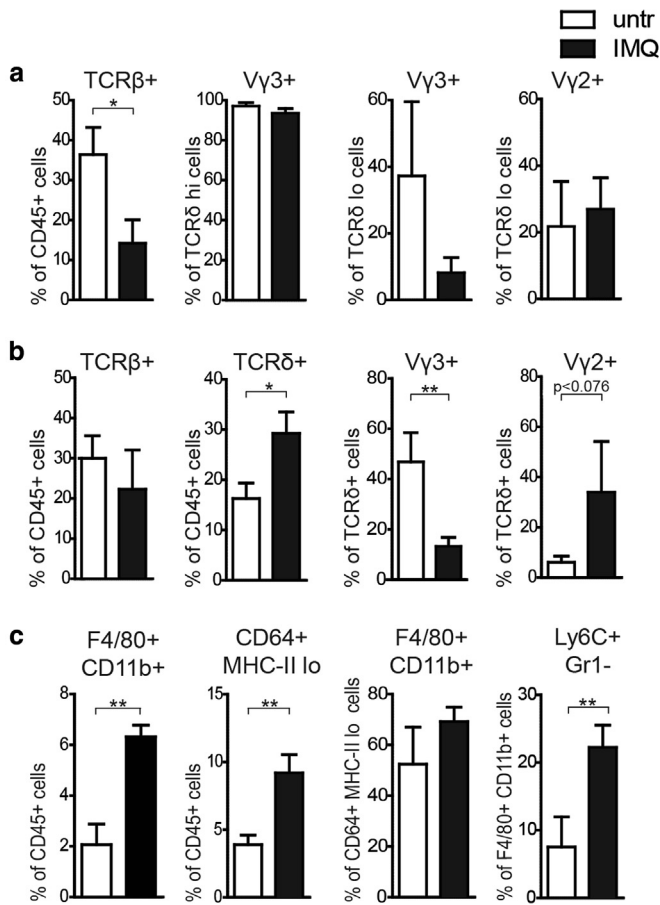 untr
IMQ
a
TCRβ+
Vγ3+
Vγ3+
Vγ2+
% of CD45+ cells
50
40
30
20
10
0
*
% of TCRδ hi cells
100
80
60
40
20
0
% of TCRδ lo cells
60
40
20
0
% of TCRδ lo cells
60
40
20
0
b
TCRβ+
TCRδ+
Vγ3+
Vγ2+
% of CD45+ cells
50
40
30
20
10
0
% of CD45+ cells
40
30
20
10
0
*
% of TCRδ+ cells
80
60
40
20
0
**
% of TCRδ+ cells
80
60
40
20
0
p<0.076
c
F4/80+
CD11b+
CD64+
MHC-II lo
F4/80+
CD11b+
Ly6C+
Gr1-
% of CD45+ cells
8
6
4
2
0
**
% of CD45+ cells
15
10
5
0
**
% of CD64+ MHC-II lo cells
80
60
40
20
0
% of F4/80+ CD11b+ cells
30
20
10
0
**